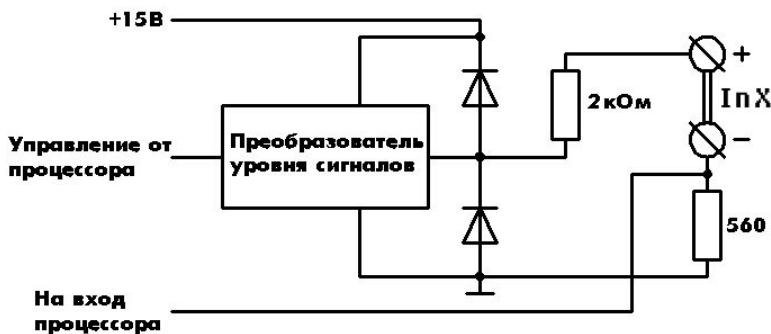 +15В
+
2кОм
InX
Преобразователь
уровня сигналов
Управление от
процессора
−
560
На вход
процессора